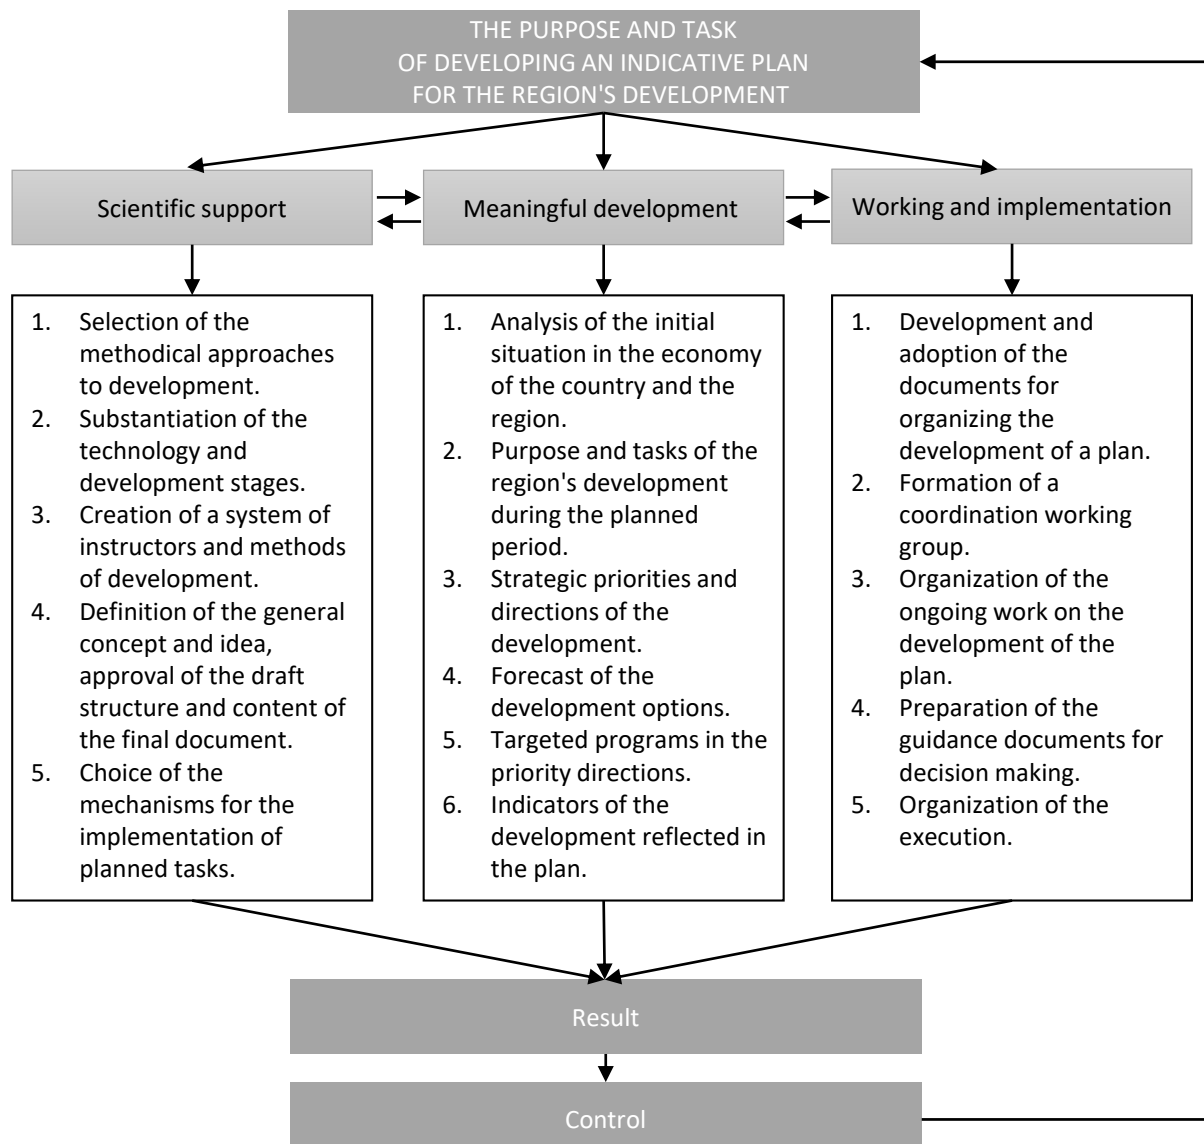 THE PURPOSE AND TASK
OF DEVELOPING AN INDICATIVE PLAN
FOR THE REGION'S DEVELOPMENT
Scientific support
Meaningful development
Working and implementation
1. Selection of the
methodical approaches
to development.
2. Substantiation of the
technology and
development stages.
3. Creation of a system of
instructors and methods
of development.
4. Definition of the general
concept and idea,
approval of the draft
structure and content of
the final document.
5. Choice of the
mechanisms for the
implementation of
planned tasks.
1. Analysis of the initial
situation in the economy
of the country and the
region.
2. Purpose and tasks of the
region's development
during the planned
period.
3. Strategic priorities and
directions of the
development.
4. Forecast of the
development options.
5. Targeted programs in the
priority directions.
6. Indicators of the
development reflected in
the plan.
1. Development and
adoption of the
documents for
organizing the
development of a plan.
2. Formation of a
coordination working
group.
3. Organization of the
ongoing work on the
development of the
plan.
4. Preparation of the
guidance documents for
decision making.
5. Organization of the
execution.
Result
Control